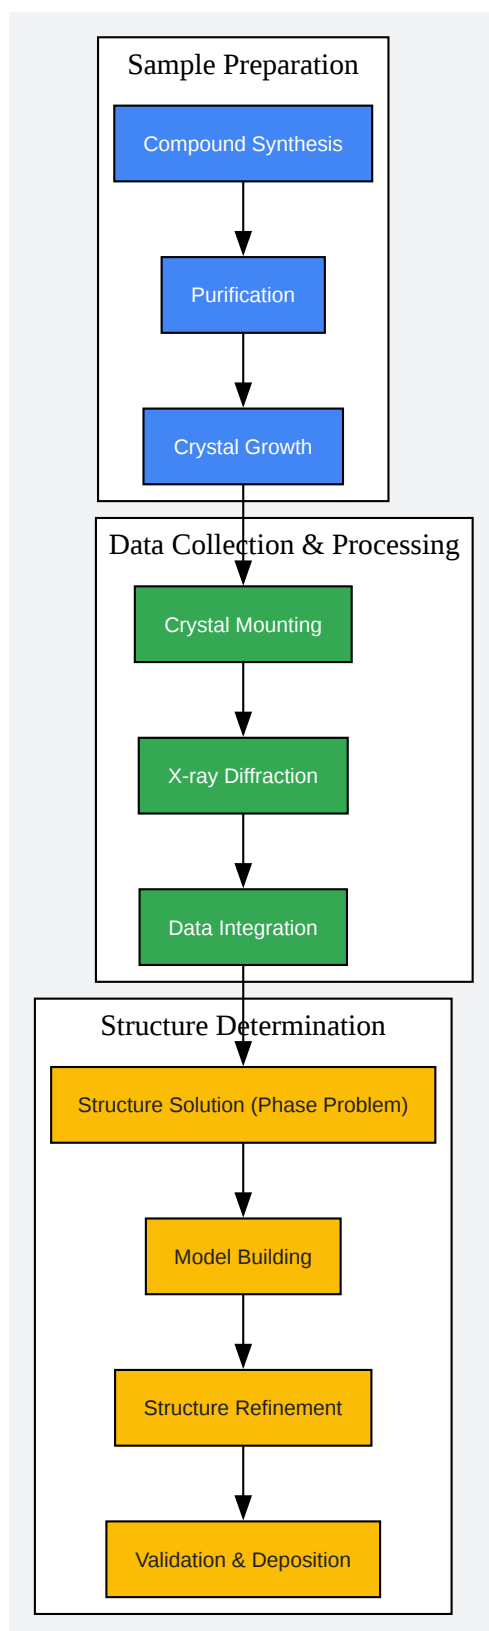 Sample Preparation
Compound Synthesis
Purification
Crystal Growth
Data Collection & Processing
Crystal Mounting
X-ray Diffraction
Data Integration
Structure Determination
Structure Solution (Phase Problem)
Model Building
Structure Refinement
Validation & Deposition